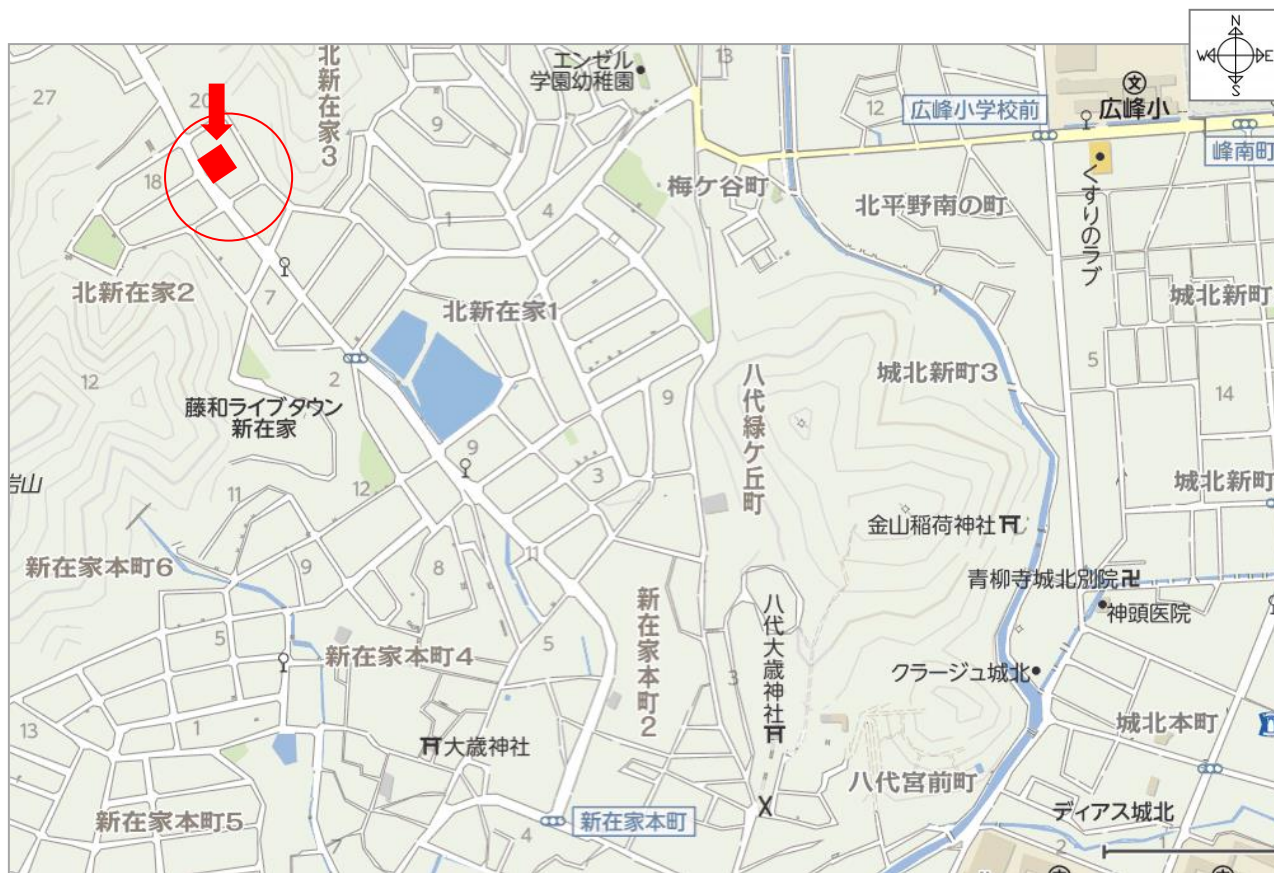 N
W
E
S
エンゼル
学園幼稚園
13
20
27
北新在家3
9
12
広峰小学校前
文
広峰小
峰南町
18
梅ケ谷町
北平野南の町
くすりのラブ
1
4
7
北新在家2
北新在家1
城北新町
2
12
藤和ライブタウン
新在家
9
9
3
八代緑ケ丘町
城北新町3
5
14
城北新町
岩山
11
12
11
金山稲荷神社
青柳寺城北別院
神頭医院
新在家本町6
9
8
5
新在家本町4
5
新在家本町2
3
八代大歳神社
クラージュ城北
城北本町
13
1
大歳神社
八代宮前町
新在家本町5
4
新在家本町
ディアス城北
2